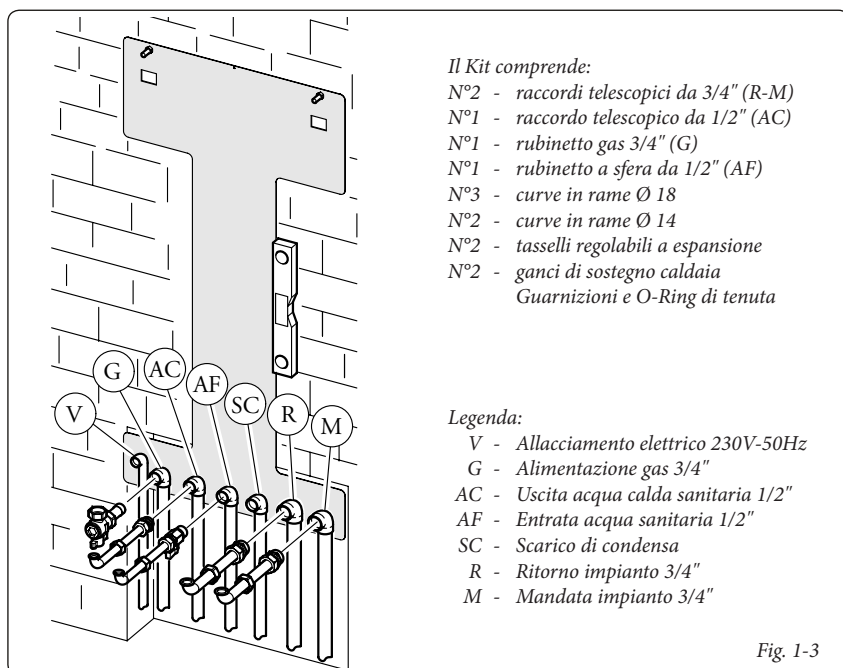 Il Kit comprende:
N°2 - raccordi telescopici da 3/4" (R-M)
N°1 - raccordo telescopico da 1/2" (AC)
N°1 - rubinetto gas 3/4" (G)
N°1 - rubinetto a sfera da 1/2" (AF)
N°3 - curve in rame Ø 18
N°2 - curve in rame Ø 14
N°2 - tasselli regolabili a espansione
N°2 - ganci di sostegno caldaia
Guarnizioni e O-Ring di tenuta
V
G
AC
AF
SC
R
M
Legenda:
V - Allacciamento elettrico 230V-50Hz
G - Alimentazione gas 3/4"
AC - Uscita acqua calda sanitaria 1/2"
AF - Entrata acqua sanitaria 1/2"
SC - Scarico di condensa
R - Ritorno impianto 3/4"
M - Mandata impianto 3/4"
Fig. 1-3